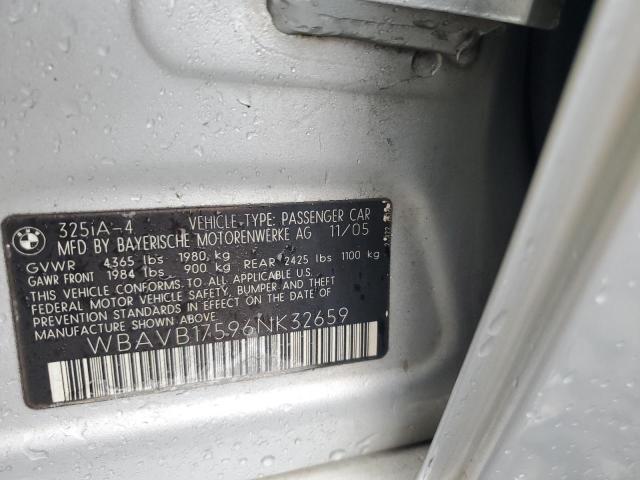 BMW
325iA-4 VEHICLE-TYPE: PASSENGER CAR
MFD BY BAYERISCHE MOTORENWERKE AG 11/05
GVWR 4365 lbs 1980 kg
GAWR FRONT 1984 lbs 900 kg REAR 2425 lbs 1100 kg
THIS VEHICLE CONFORMS TO ALL APPLICABLE U.S.
FEDERAL MOTOR VEHICLE SAFETY, BUMPER AND THEFT
PREVENTION STANDARDS IN EFFECT ON THE DATE OF
MANUFACTURE SHOWN ABOVE
WBAVB17596NK32659